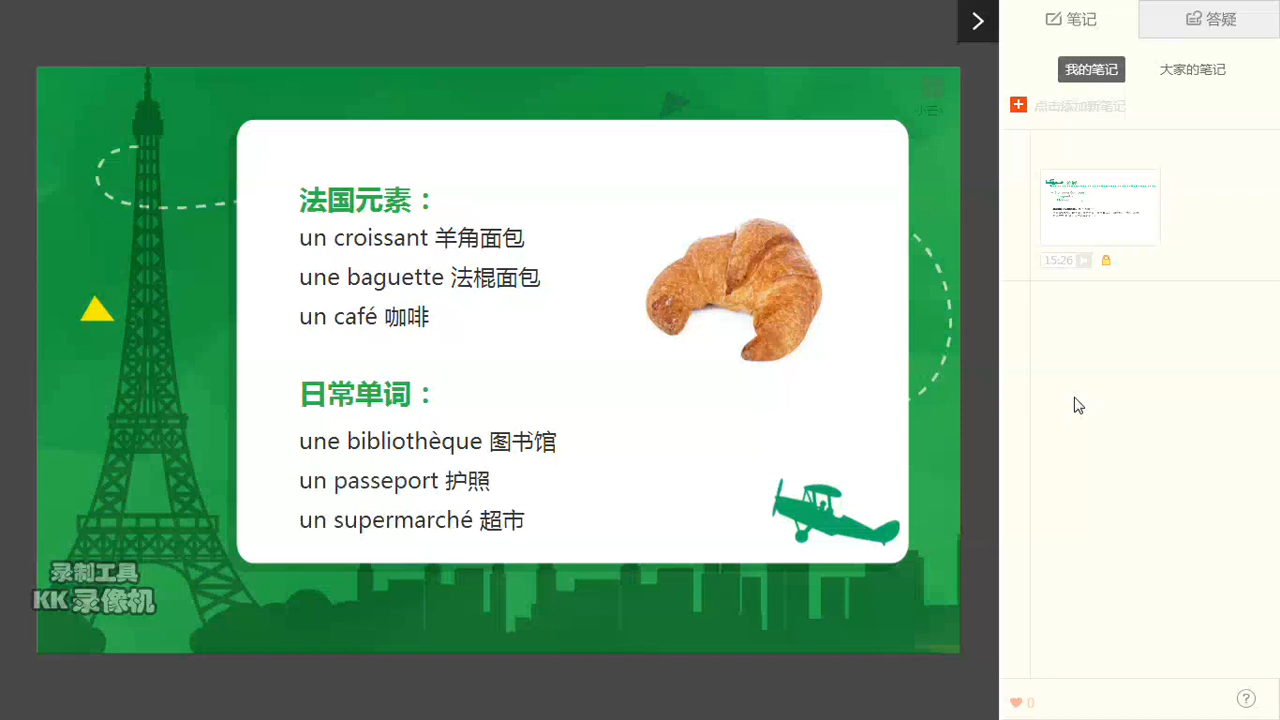 笔记
答疑
我的笔记
大家的笔记
点击添加新笔记
法国元素：
un croissant 羊角面包
une baguette 法棍面包
un café 咖啡
日常单词：
une bibliothèque 图书馆
un passeport 护照
un supermarché 超市
录制工具
KK 录像机
15:26
0
?